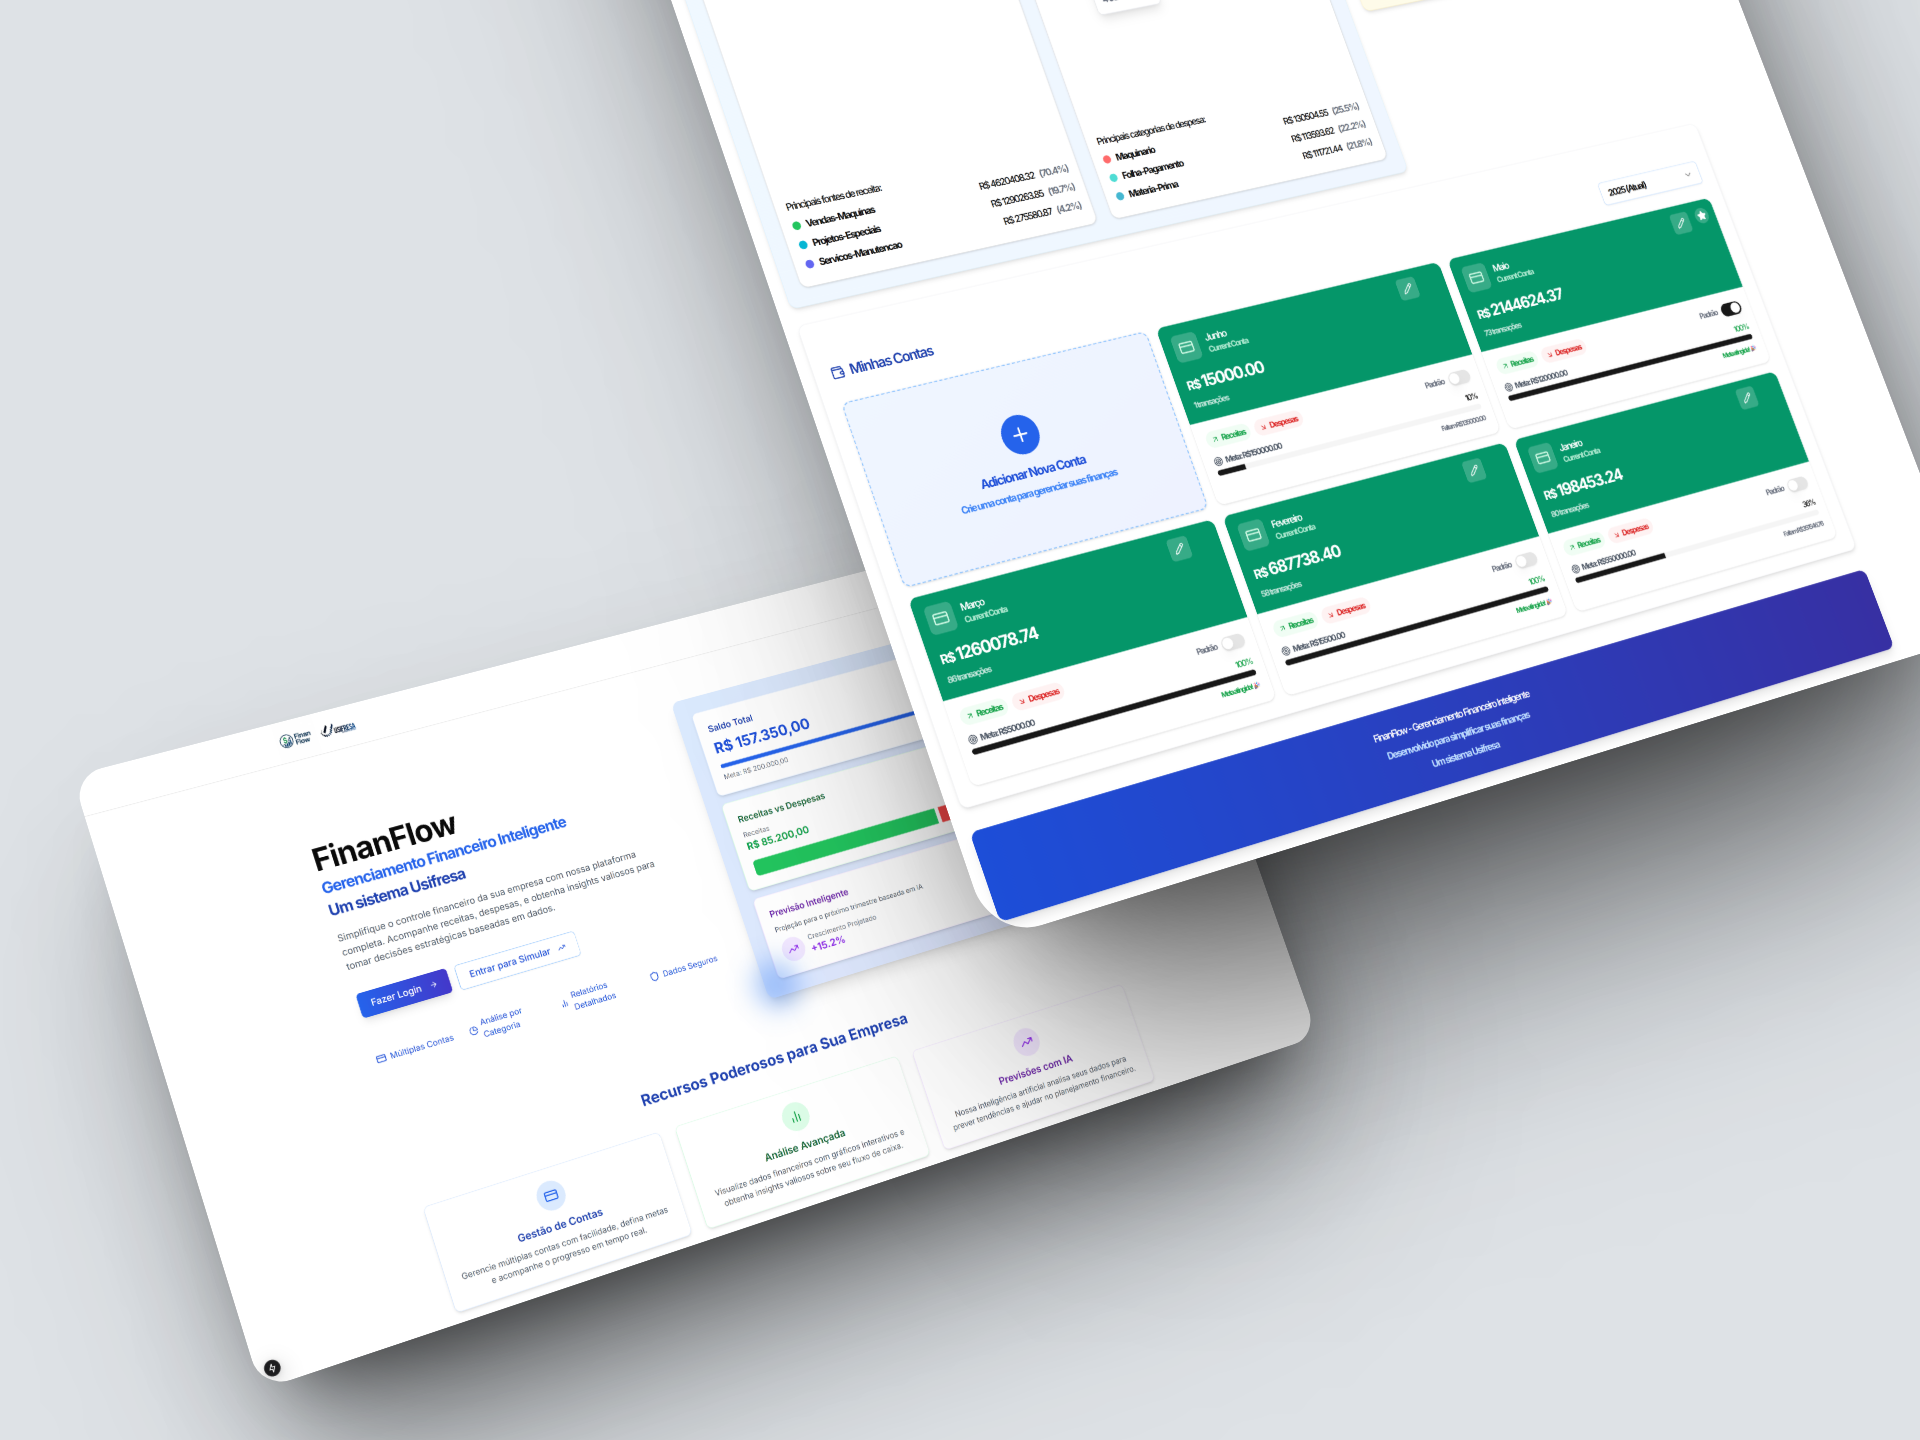 Principais fontes de receita:
Vendas-Maquinas R$ 4620408.32 (70.4%)
Projetos-Especiais R$ 1290263.85 (19.7%)
Servicos-Manutencao R$ 275580.87 (4.2%)
Principais categorias de despesa:
Maquinario R$ 130504.55 (25.5%)
Folha-Pagamento R$ 113593.62 (22.2%)
Materia-Prima R$ 111721.44 (21.8%)
Minhas Contas
2025 (Atual)
Adicionar Nova Conta
Crie uma conta para gerenciar suas finanças
Junho
Current Conta
R$ 15000.00
1 transações
Padrão
Receitas Despesas
10%
Meta: R$150000.00
Maio
Current Conta
R$ 2144624.37
73 transações
Padrão
Receitas Despesas
100%
Meta: R$120000.00
Meta atingida!
Março
Current Conta
R$ 1260078.74
86 transações
Padrão
Receitas Despesas
100%
Meta: R$55000.00
Meta atingida!
Fevereiro
Current Conta
R$ 687738.40
56 transações
Padrão
Receitas Despesas
100%
Meta: R$15500.00
Meta atingida!
Janeiro
Current Conta
R$ 198453.24
80 transações
Padrão
Receitas Despesas
36%
Meta: R$550000.00
FinanFlow - Gerenciamento Financeiro Inteligente
Desenvolvido para simplificar suas finanças
Um sistema Usifresa
Finan
Flow
USIFRESA
FinanFlow
Gerenciamento Financeiro Inteligente
Um sistema Usifresa
Simplifique o controle financeiro da sua empresa com nossa plataforma
completa. Acompanhe receitas, despesas, e obtenha insights valiosos para
tomar decisões estratégicas baseadas em dados.
Fazer Login
Entrar para Simular
Múltiplas Contas
Análise por
Categoria
Relatórios
Detalhados
Dados Seguros
Saldo Total
R$ 157.350,00
Meta: R$ 200.000,00
Receitas vs Despesas
Receitas
R$ 85.200,00
Previsão Inteligente
Projeção para o próximo trimestre baseada em IA
Crescimento Projetado
+15.2%
Recursos Poderosos para Sua Empresa
Gestão de Contas
Gerencie múltiplas contas com facilidade, defina metas
e acompanhe o progresso em tempo real.
Análise Avançada
Visualize dados financeiros com gráficos interativos e
obtenha insights valiosos sobre seu fluxo de caixa.
Previsões com IA
Nossa inteligência artificial analisa seus dados para
prever tendências e ajudar no planejamento financeiro.